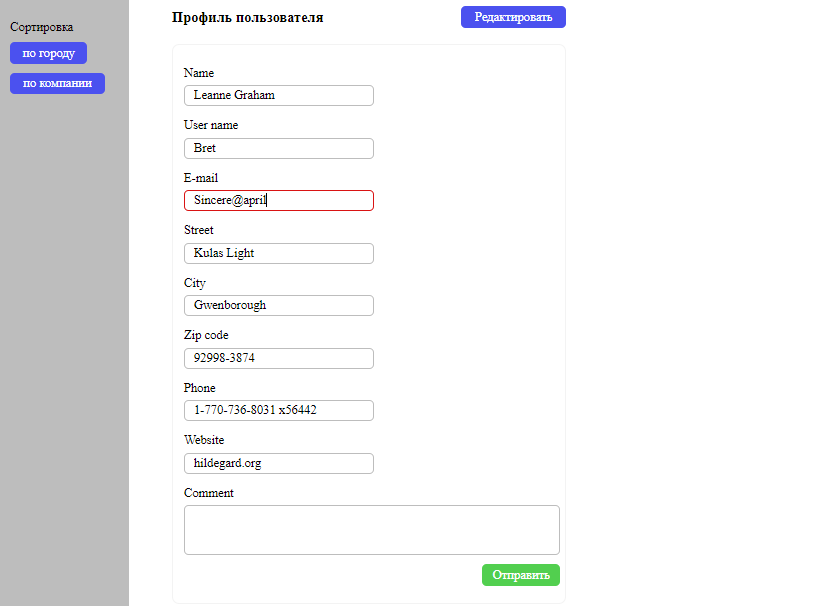 Сортировка
по городу
по компании
Профиль пользователя
Редактировать
Name
Leanne Graham
User name
Bret
E-mail
Sincere@april
Street
Kulas Light
City
Gwenborough
Zip code
92998-3874
Phone
1-770-736-8031 x56442
Website
hildegard.org
Comment
Отправить